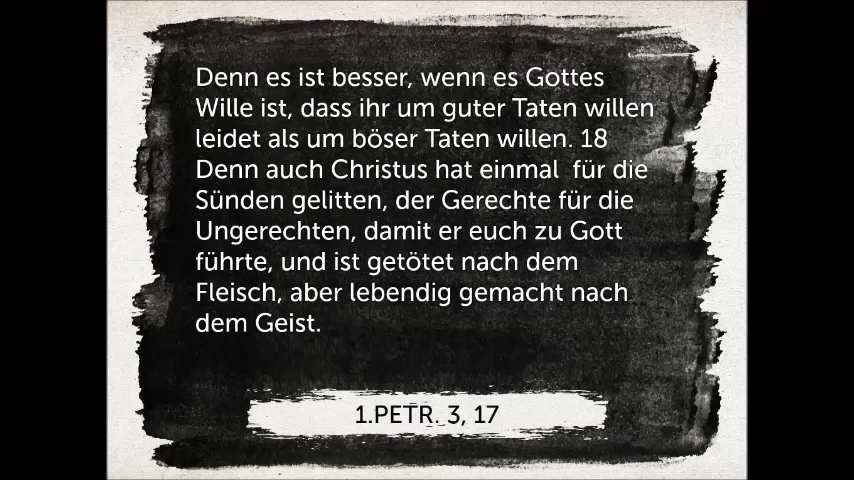 Denn es ist besser, wenn es Gottes
Wille ist, dass ihr um guter Taten willen
leidet als um böser Taten willen. 18
Denn auch Christus hat einmal  für die
Sünden gelitten, der Gerechte für die
Ungerechten, damit er euch zu Gott
führte, und ist getötet nach dem
Fleisch, aber lebendig gemacht nach
dem Geist.
1.PETR. 3, 17